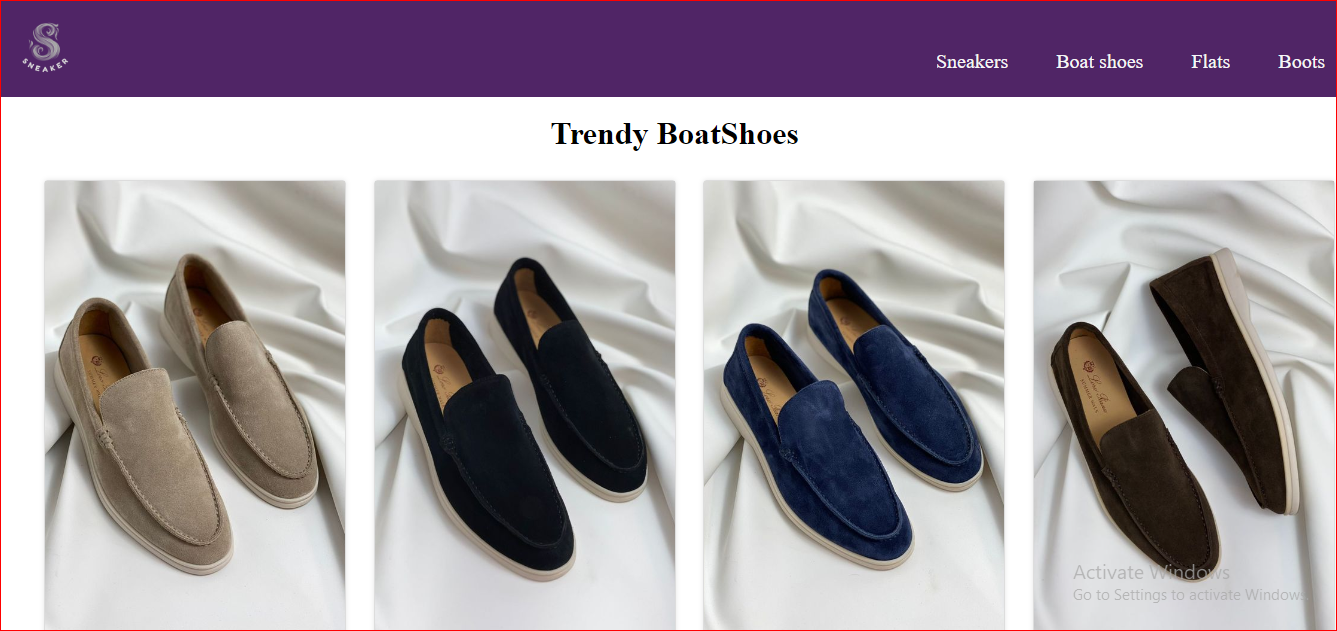 SNEAKER
Sneakers Boat shoes Flats Boots
Trendy BoatShoes
Activate Windows
Go to Settings to activate Windows.